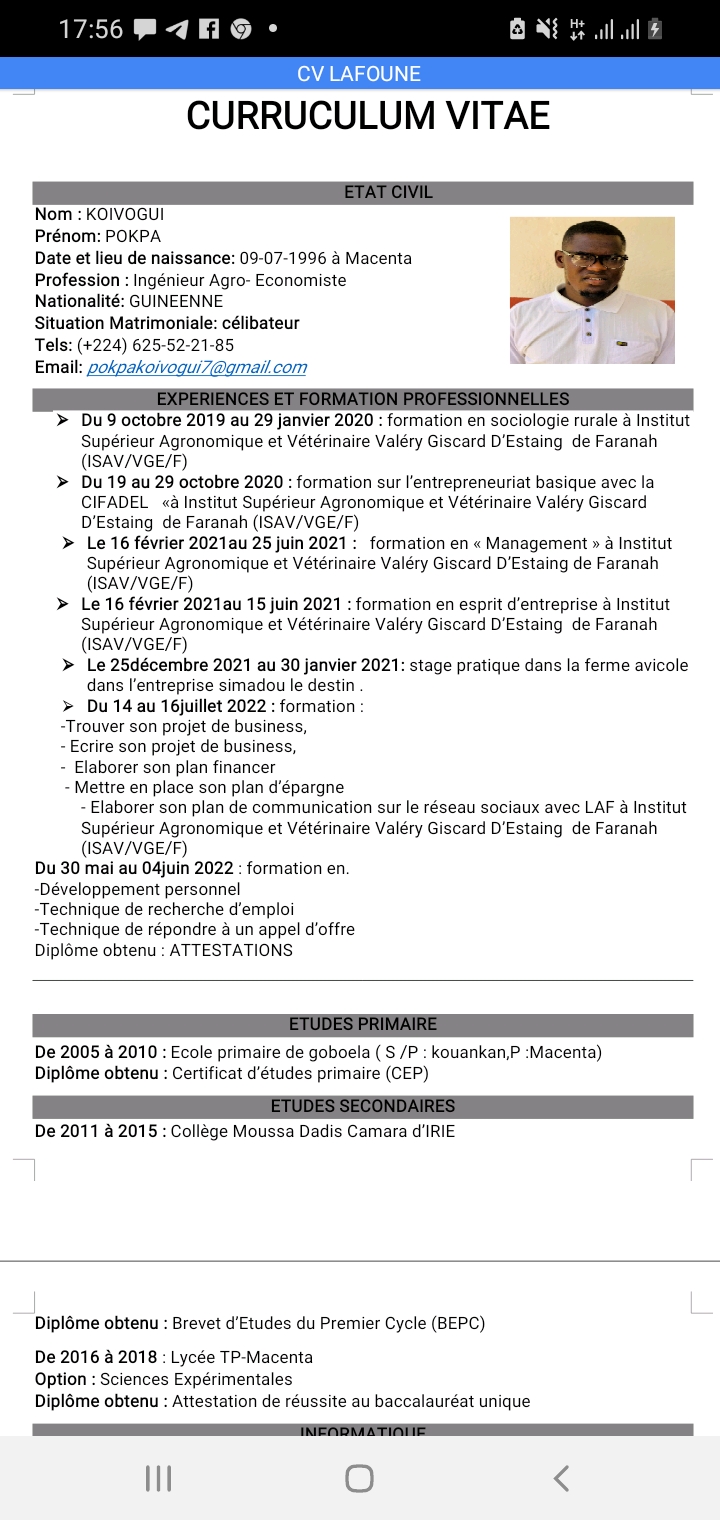 17:56
CV LAFOUNE
CURRUCULUM VITAE
ETAT CIVIL
Nom : KOIVOGUI
Prénom: POKPA
Date et lieu de naissance: 09-07-1996 à Macenta
Profession : Ingénieur Agro- Economiste
Nationalité: GUINEENNE
Situation Matrimoniale: célibateur
Tels: (+224) 625-52-21-85
Email: pokpakoivogui7@gmail.com
EXPERIENCES ET FORMATION PROFESSIONNELLES
➢ Du 9 octobre 2019 au 29 janvier 2020 : formation en sociologie rurale à Institut
Supérieur Agronomique et Vétérinaire Valéry Giscard D’Estaing de Faranah
(ISAV/VGE/F)
➢ Du 19 au 29 octobre 2020 : formation sur l’entrepreneuriat basique avec la
CIFADEL «à Institut Supérieur Agronomique et Vétérinaire Valéry Giscard
D’Estaing de Faranah (ISAV/VGE/F)
➢ Le 16 février 2021au 25 juin 2021 : formation en « Management » à Institut
Supérieur Agronomique et Vétérinaire Valéry Giscard D’Estaing de Faranah
(ISAV/VGE/F)
➢ Le 16 février 2021au 15 juin 2021 : formation en esprit d’entreprise à Institut
Supérieur Agronomique et Vétérinaire Valéry Giscard D’Estaing de Faranah
(ISAV/VGE/F)
➢ Le 25décembre 2021 au 30 janvier 2021: stage pratique dans la ferme avicole
dans l’entreprise simadou le destin .
➢ Du 14 au 16juillet 2022 : formation :
-Trouver son projet de business,
- Ecrire son projet de business,
- Elaborer son plan financer
- Mettre en place son plan d’épargne
- Elaborer son plan de communication sur le réseau sociaux avec LAF à Institut
Supérieur Agronomique et Vétérinaire Valéry Giscard D’Estaing de Faranah
(ISAV/VGE/F)
Du 30 mai au 04juin 2022 : formation en.
-Développement personnel
-Technique de recherche d’emploi
-Technique de répondre à un appel d’offre
Diplôme obtenu : ATTESTATIONS
ETUDES PRIMAIRE
De 2005 à 2010 : Ecole primaire de goboela ( S /P : kouankan,P :Macenta)
Diplôme obtenu : Certificat d’études primaire (CEP)
ETUDES SECONDAIRES
De 2011 à 2015 : Collège Moussa Dadis Camara d’IRIE
Diplôme obtenu : Brevet d’Etudes du Premier Cycle (BEPC)
De 2016 à 2018 : Lycée TP-Macenta
Option : Sciences Expérimentales
Diplôme obtenu : Attestation de réussite au baccalauréat unique
INFORMATIQUE